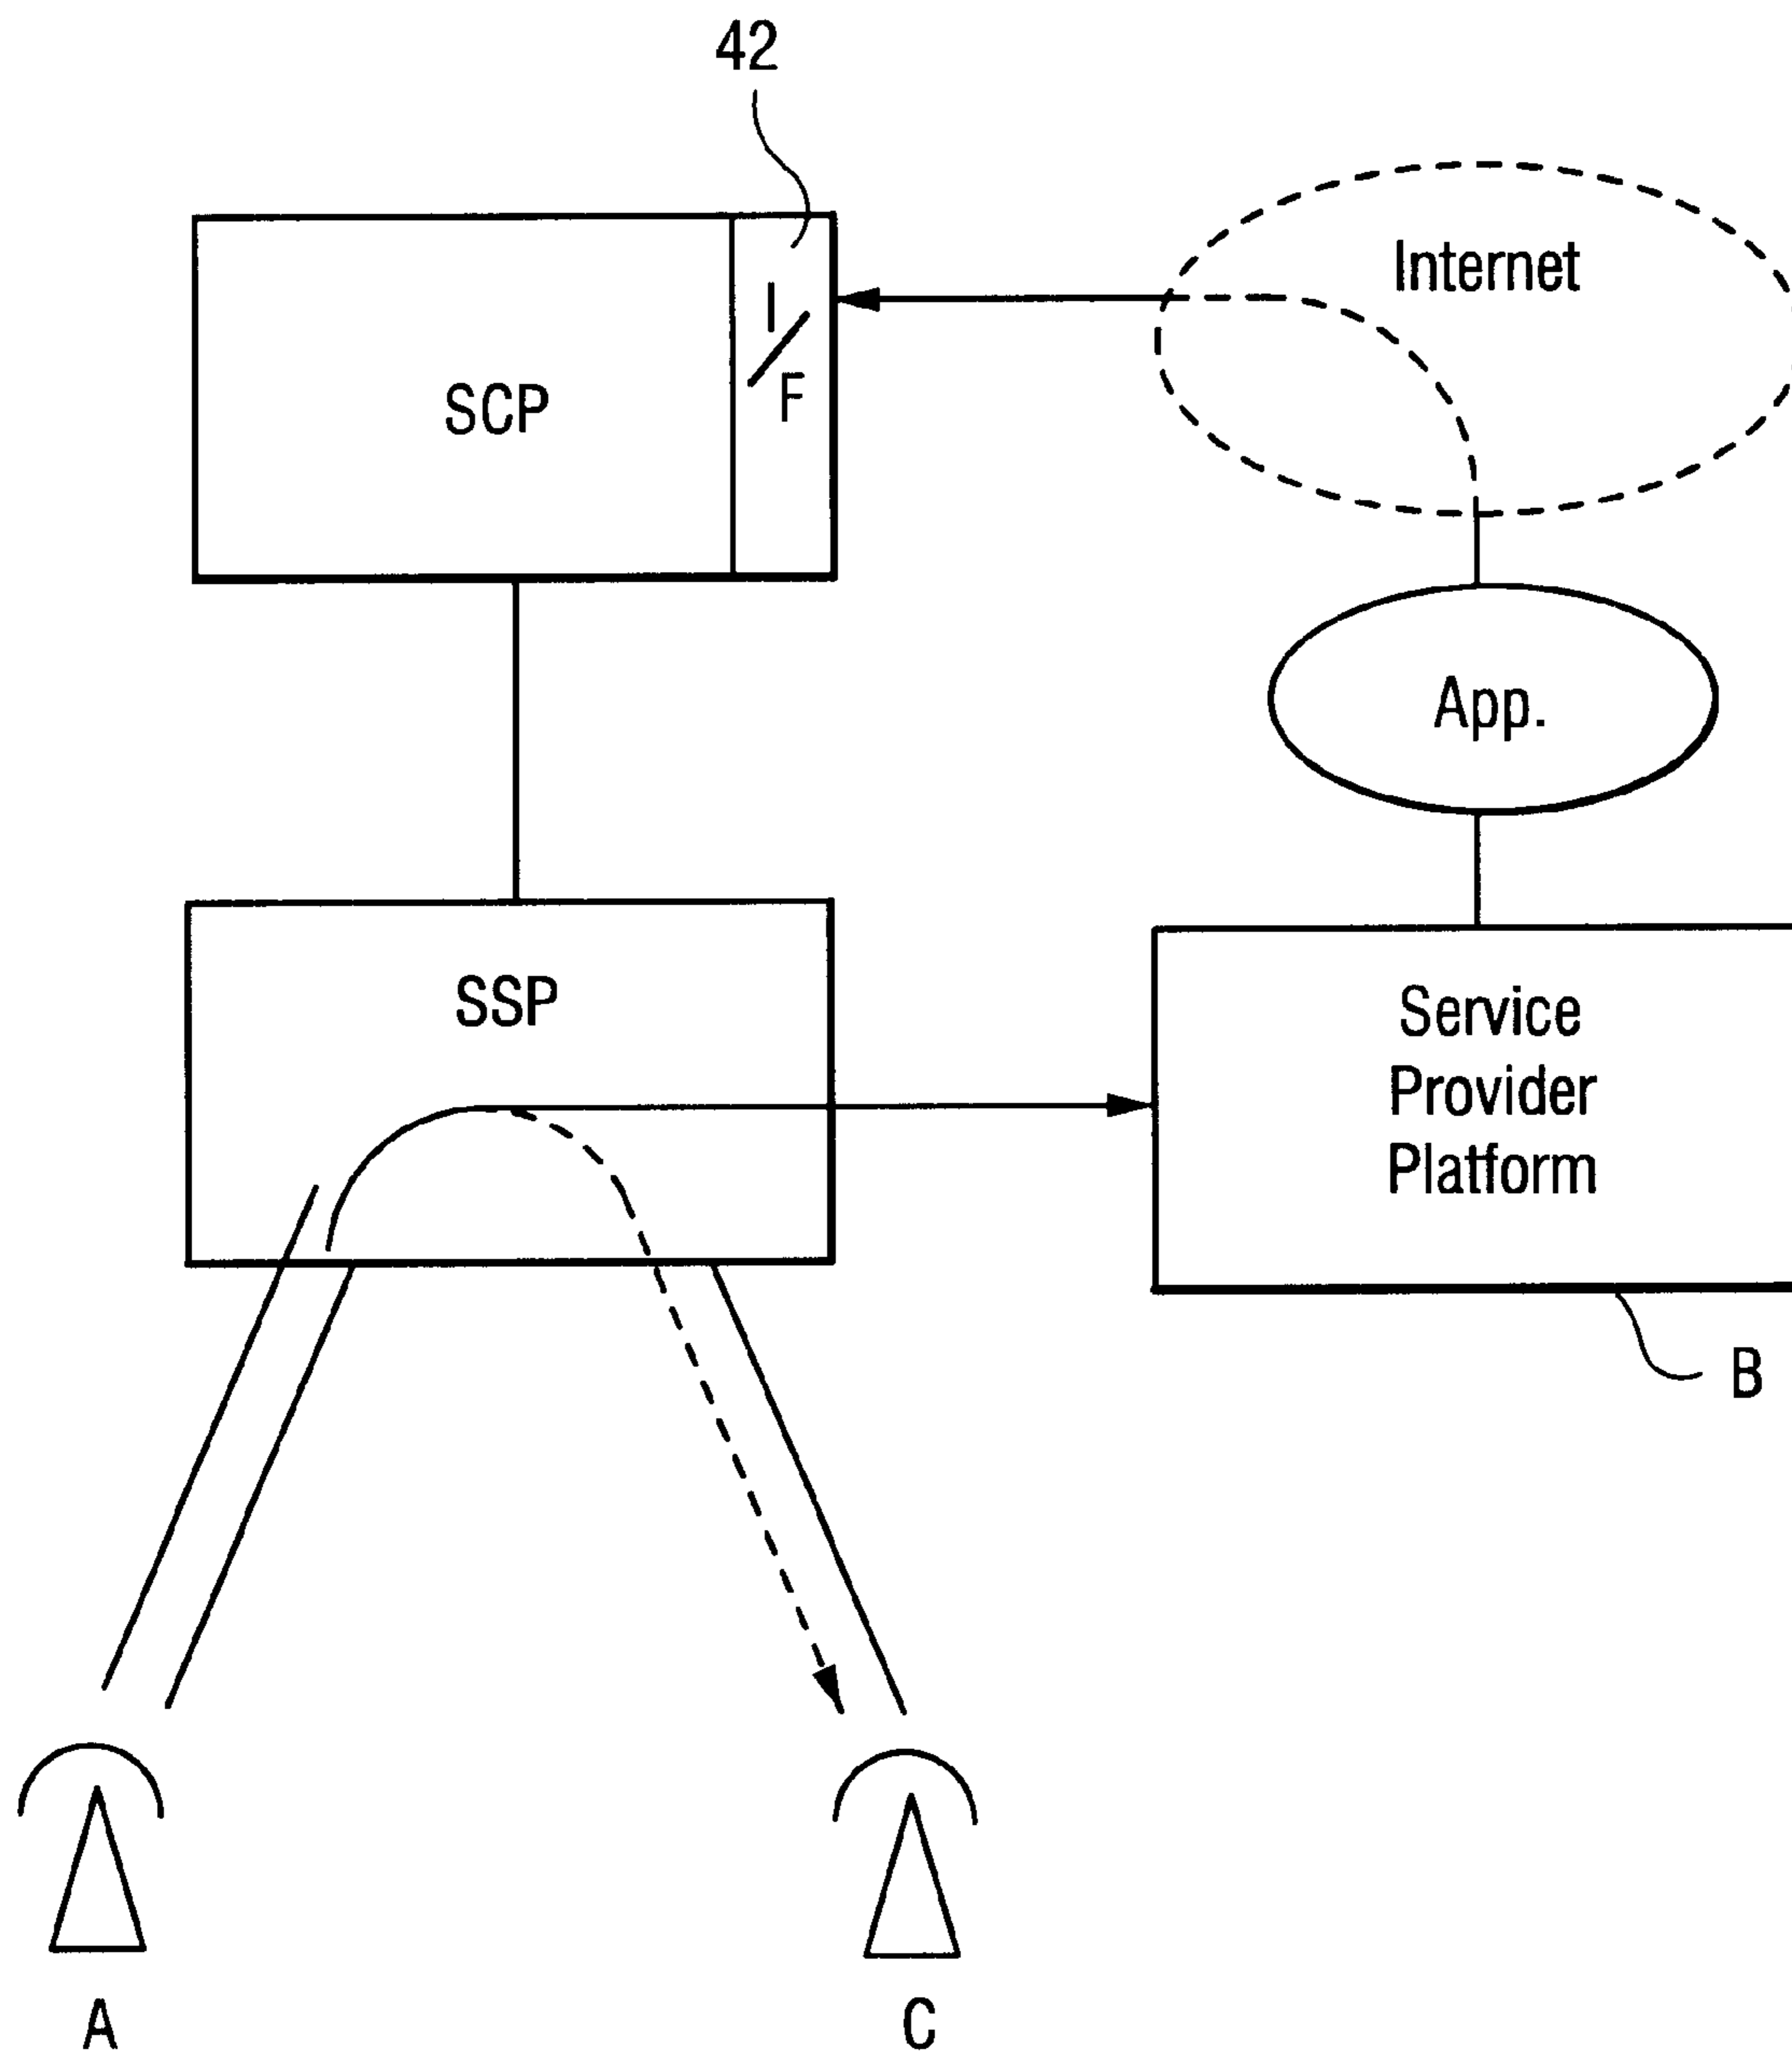 42
Internet
I/F
SCP
App.
SSP
Service
Provider
Platform
B
A
C